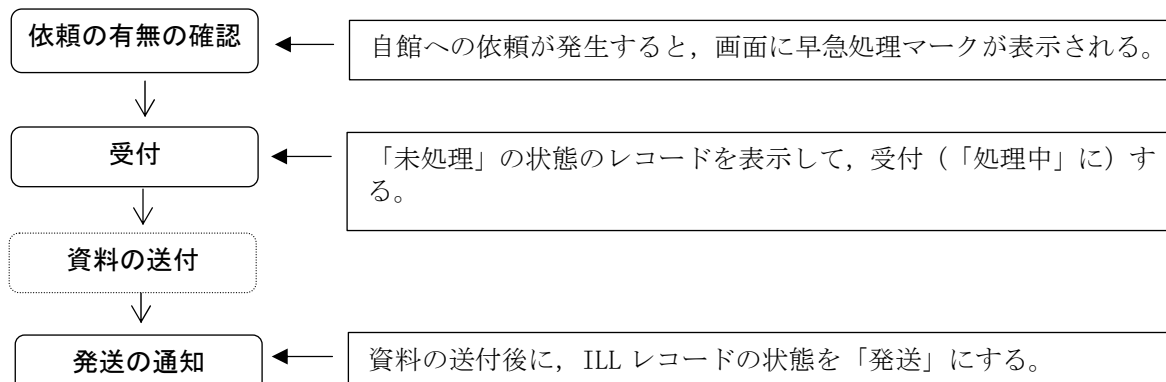 依頼の有無の確認
自館への依頼が発生すると，画面に早急処理マークが表示される。
受付
「未処理」の状態のレコードを表示して，受付（「処理中」に）す
る。
資料の送付
発送の通知
資料の送付後に，ILL レコードの状態を「発送」にする。